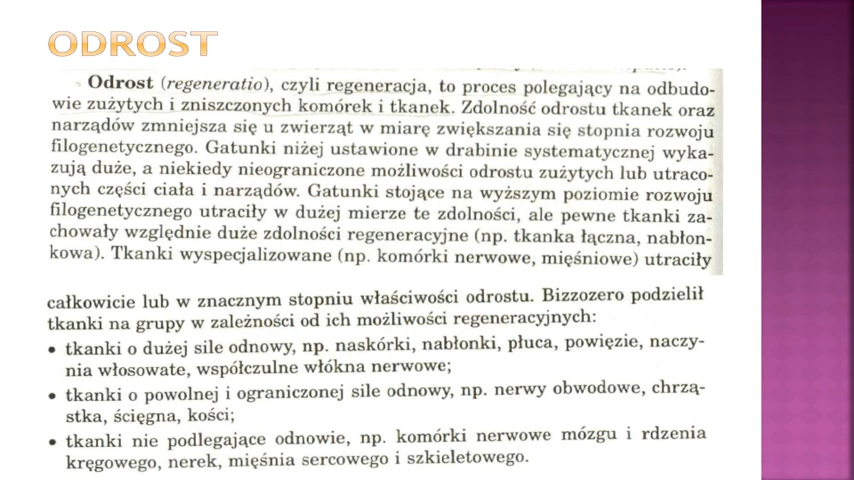 ODROST
Odrost (regeneratio), czyli regeneracja, to proces polegający na odbudo-
wie zużytych i zniszczonych komórek i tkanek. Zdolność odrostu tkanek oraz
narządów zmniejsza się u zwierząt w miarę zwiększania się stopnia rozwoju
filogenetycznego. Gatunki niżej ustawione w drabinie systematycznej wyka-
zują duże, a niekiedy nieograniczone możliwości odrostu zużytych lub utraco-
nych części ciała i narządów. Gatunki stojące na wyższym poziomie rozwoju
filogenetycznego utraciły w dużej mierze te zdolności, ale pewne tkanki za-
chowały względnie duże zdolności regeneracyjne (np. tkanka łączna, nabłon-
kowa). Tkanki wyspecjalizowane (np. komórki nerwowe, mięśniowe) utraciły
całkowicie lub w znacznym stopniu właściwości odrostu. Bizzozero podzielił
tkanki na grupy w zależności od ich możliwości regeneracyjnych:
• tkanki o dużej sile odnowy, np. naskórki, nabłonki, płuca, powięzie, naczy-
nia włosowate, współczulne włókna nerwowe;
• tkanki o powolnej i ograniczonej sile odnowy, np. nerwy obwodowe, chrzą-
stka, ścięgna, kości;
• tkanki nie podlegające odnowie, np. komórki nerwowe mózgu i rdzenia
kręgowego, nerek, mięśnia sercowego i szkieletowego.